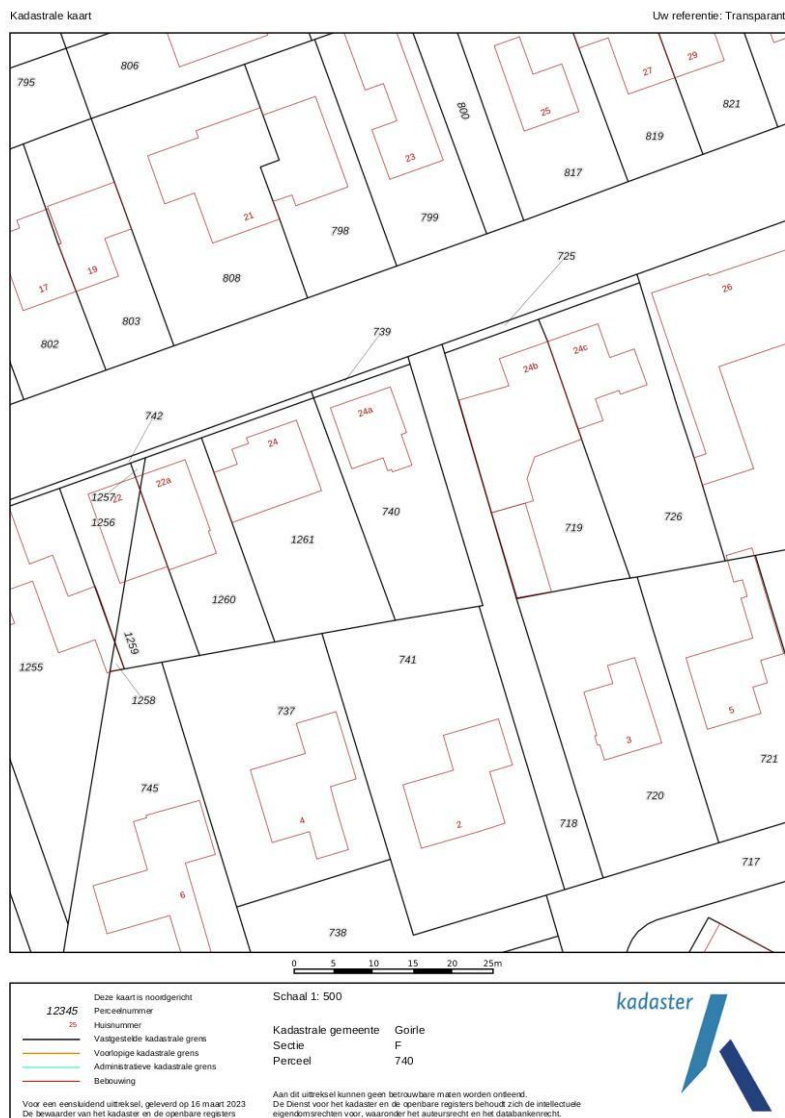 Kadastrale kaart
Uw referentie: Transparant
795
806
800
25
27
29
821
819
817
23
799
798
21
808
17
19
803
802
725
26
739
742
24b
24c
24a
24
22a
22
1257
1256
740
1261
719
726
1260
1259
1258
1255
741
737
745
4
2
3
5
721
720
718
717
6
738
0 5 10 15 20 25m
Deze kaart is noordgericht
12345 Perceelnummer
25 Huisnummer
Vastgestelde kadastrale grens
Voorlopige kadastrale grens
Administratieve kadastrale grens
Bebouwing
Voor een eensluidend uittreksel, geleverd op 16 maart 2023
De bewaarder van het kadaster en de openbare registers
Schaal 1: 500
Kadastrale gemeente Goirle
Sectie F
Perceel 740
Aan dit uittreksel kunnen geen betrouwbare maten worden ontleend.
De Dienst voor het kadaster en de openbare registers behoudt zich de intellectuele
eigendomsrechten voor, waaronder het auteursrecht en het databankenrecht.
kadaster